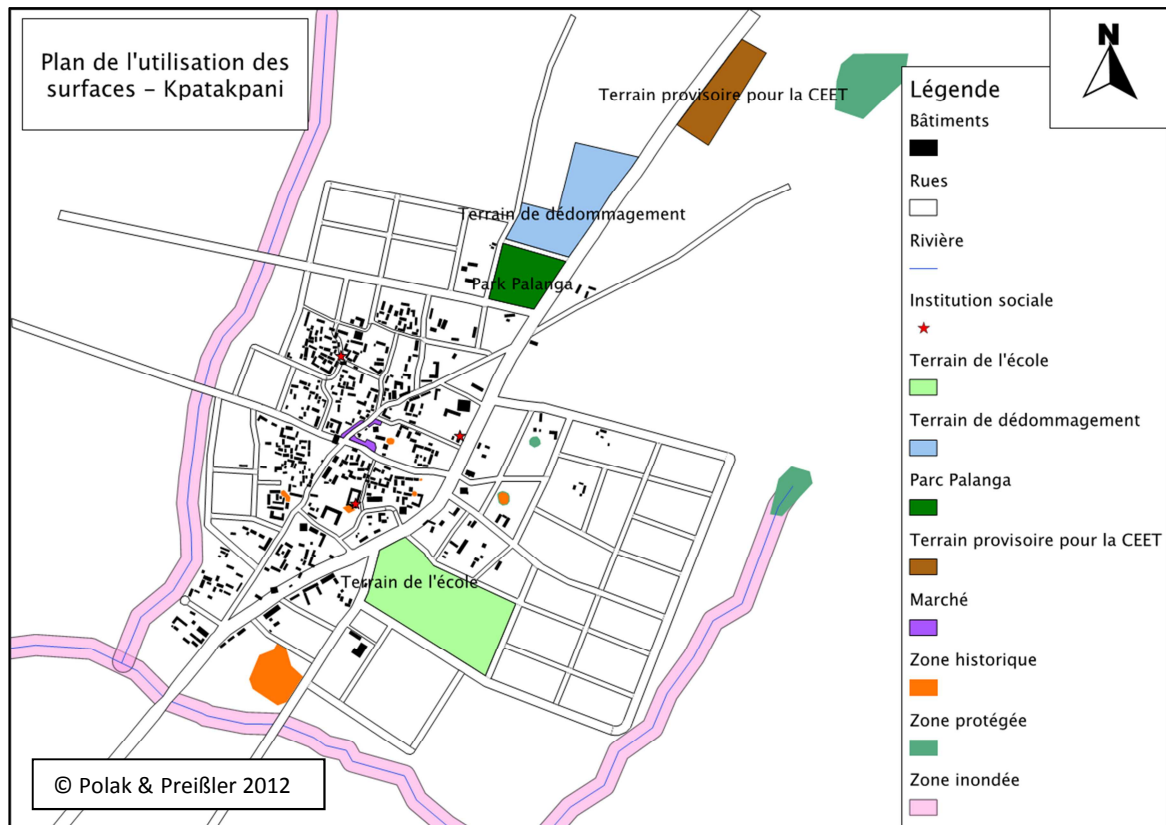 Plan de l'utilisation des
surfaces – Kpatakpani
N
Terrain provisoire pour la CEET
Terrain de dédommagement
Park Palanga
Terrain de l'école
Légende
Bâtiments
Rues
Rivière
Institution sociale
Terrain de l'école
Terrain de dédommagement
Parc Palanga
Terrain provisoire pour la CEET
Marché
Zone historique
Zone protégée
Zone inondée
© Polak & Preißler 2012